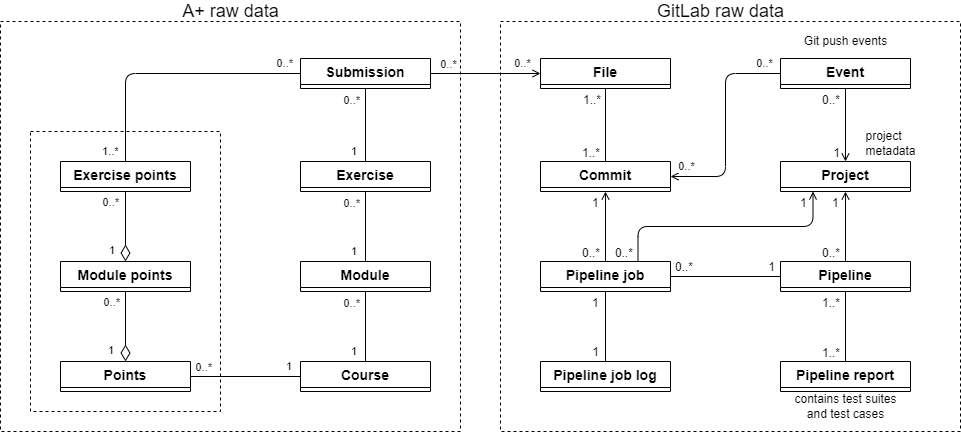 A+ raw data
GitLab raw data
Git push events
0..*
Submission
0..*
0..*
File
0..*
Event
0..*
1..*
0..*
project
metadata
1..*
1
1..*
0..*
1
Exercise points
Exercise
Commit
Project
0..*
0..*
1
1
1
1
1
0..*
0..*
0..*
Module points
Module
Pipeline job
0..*
1
Pipeline
0..*
0..*
1
1..*
1
1
1
1..*
Points
0..*
1
Course
Pipeline job log
Pipeline report
contains test suites
and test cases